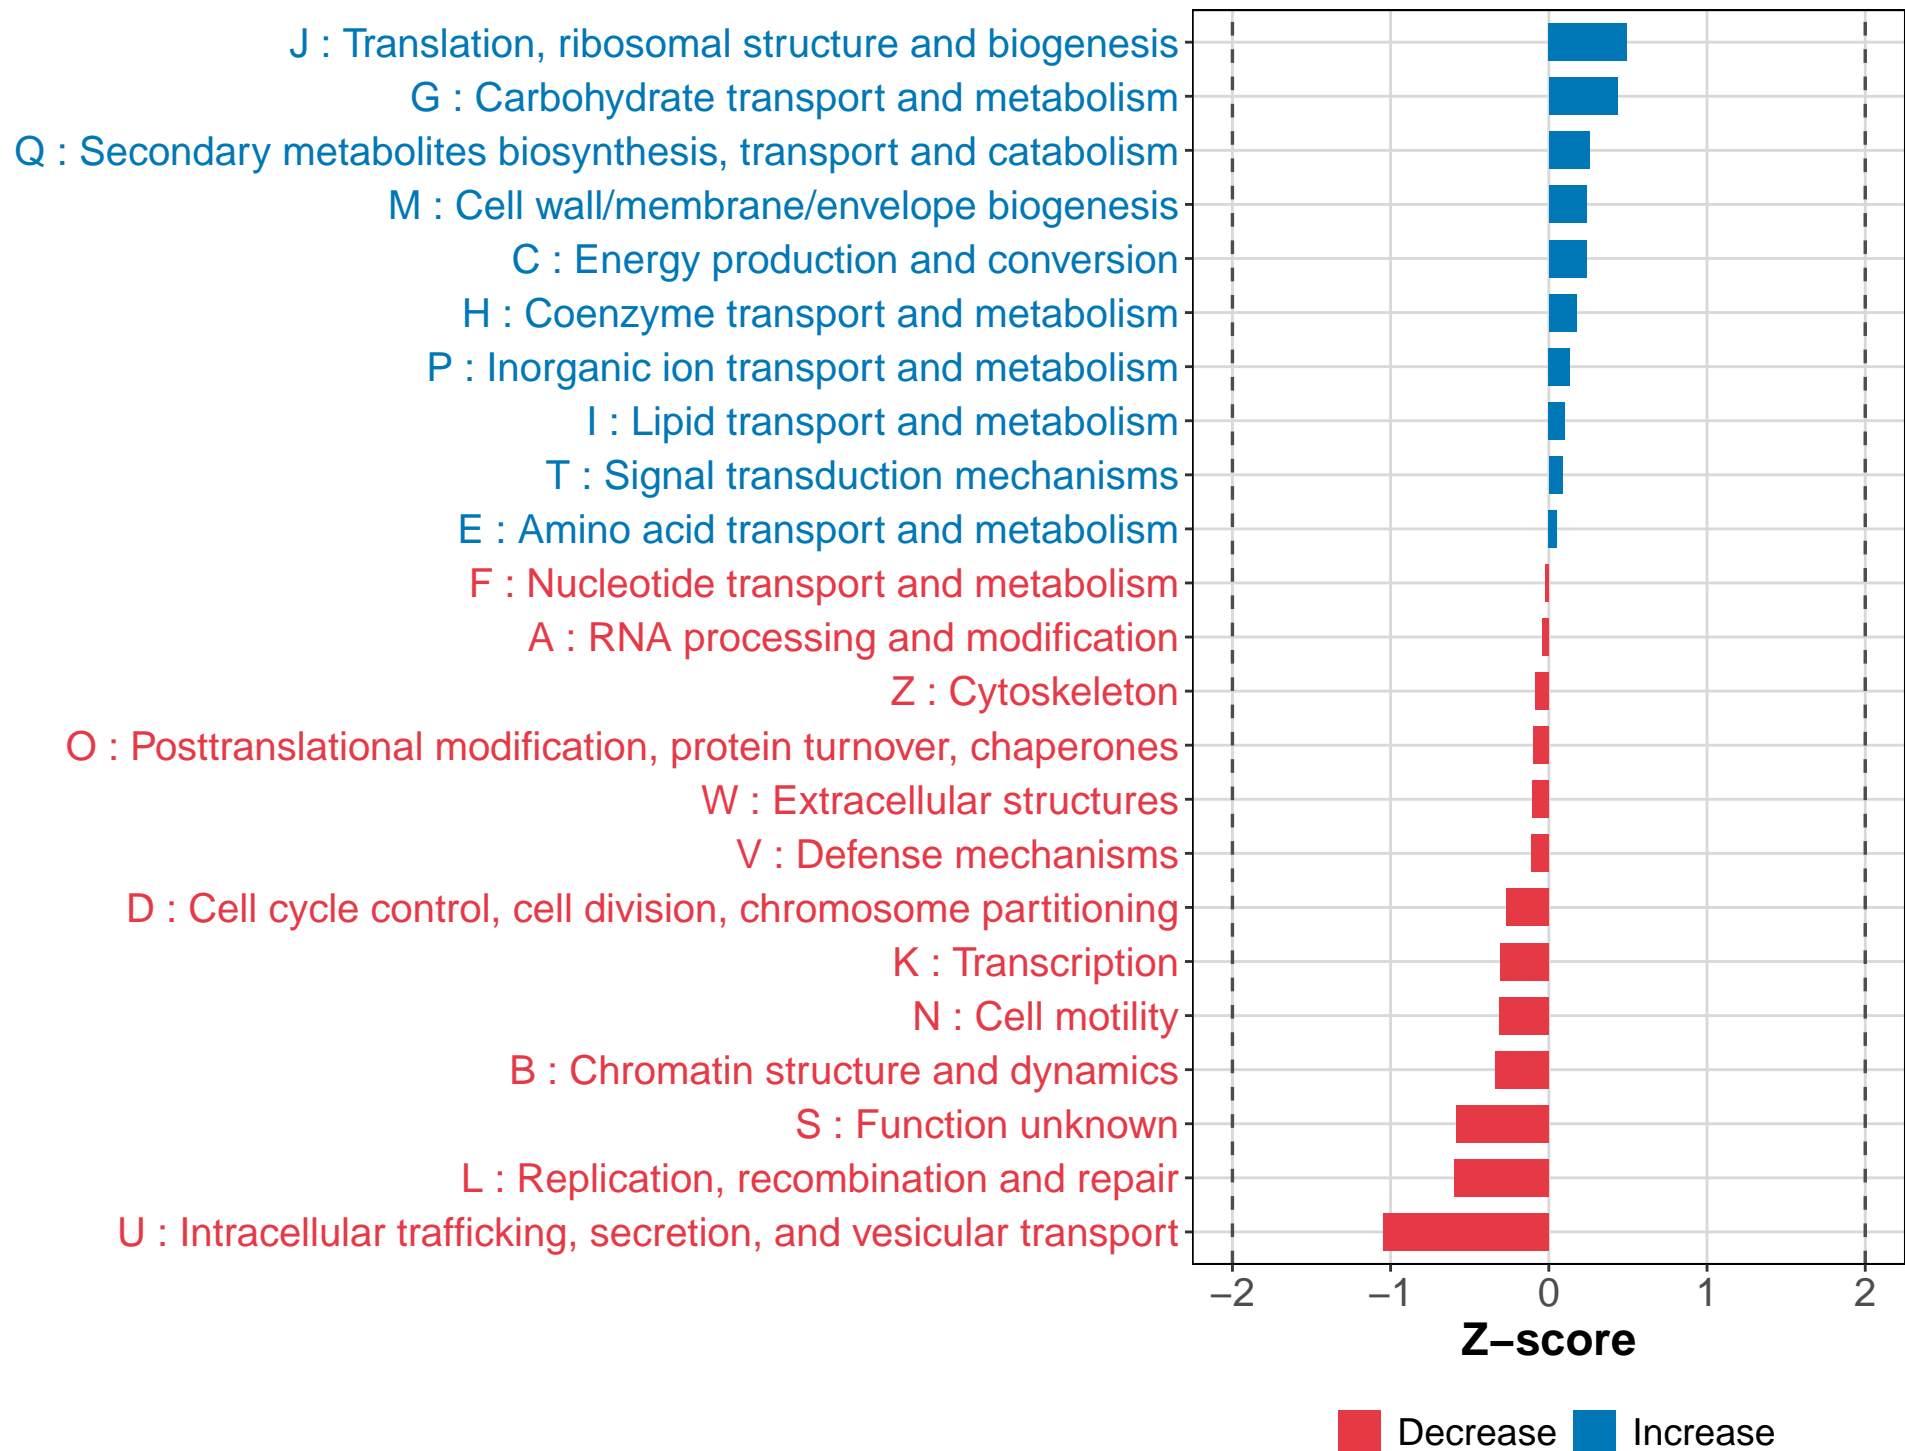 J : Translation, ribosomal structure and biogenesis
G : Carbohydrate transport and metabolism
Q : Secondary metabolites biosynthesis, transport and catabolism
M : Cell wall/membrane/envelope biogenesis
C : Energy production and conversion
H : Coenzyme transport and metabolism
P : Inorganic ion transport and metabolism
I : Lipid transport and metabolism
T : Signal transduction mechanisms
E : Amino acid transport and metabolism
F : Nucleotide transport and metabolism
A : RNA processing and modification
Z : Cytoskeleton
O : Posttranslational modification, protein turnover, chaperones
W : Extracellular structures
V : Defense mechanisms
D : Cell cycle control, cell division, chromosome partitioning
K : Transcription
N : Cell motility
B : Chromatin structure and dynamics
S : Function unknown
L : Replication, recombination and repair
U : Intracellular trafficking, secretion, and vesicular transport
−2 −1 0 1 2
Z−score
Decrease Increase